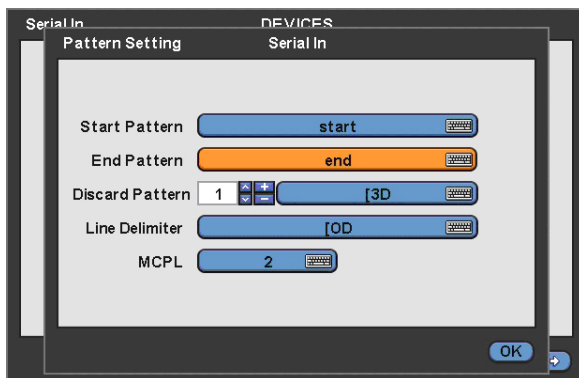 Serial In DEVICES
Pattern Setting Serial In
Start Pattern start
End Pattern end
Discard Pattern 1 [3D
Line Delimiter [0D
MCPL 2
OK